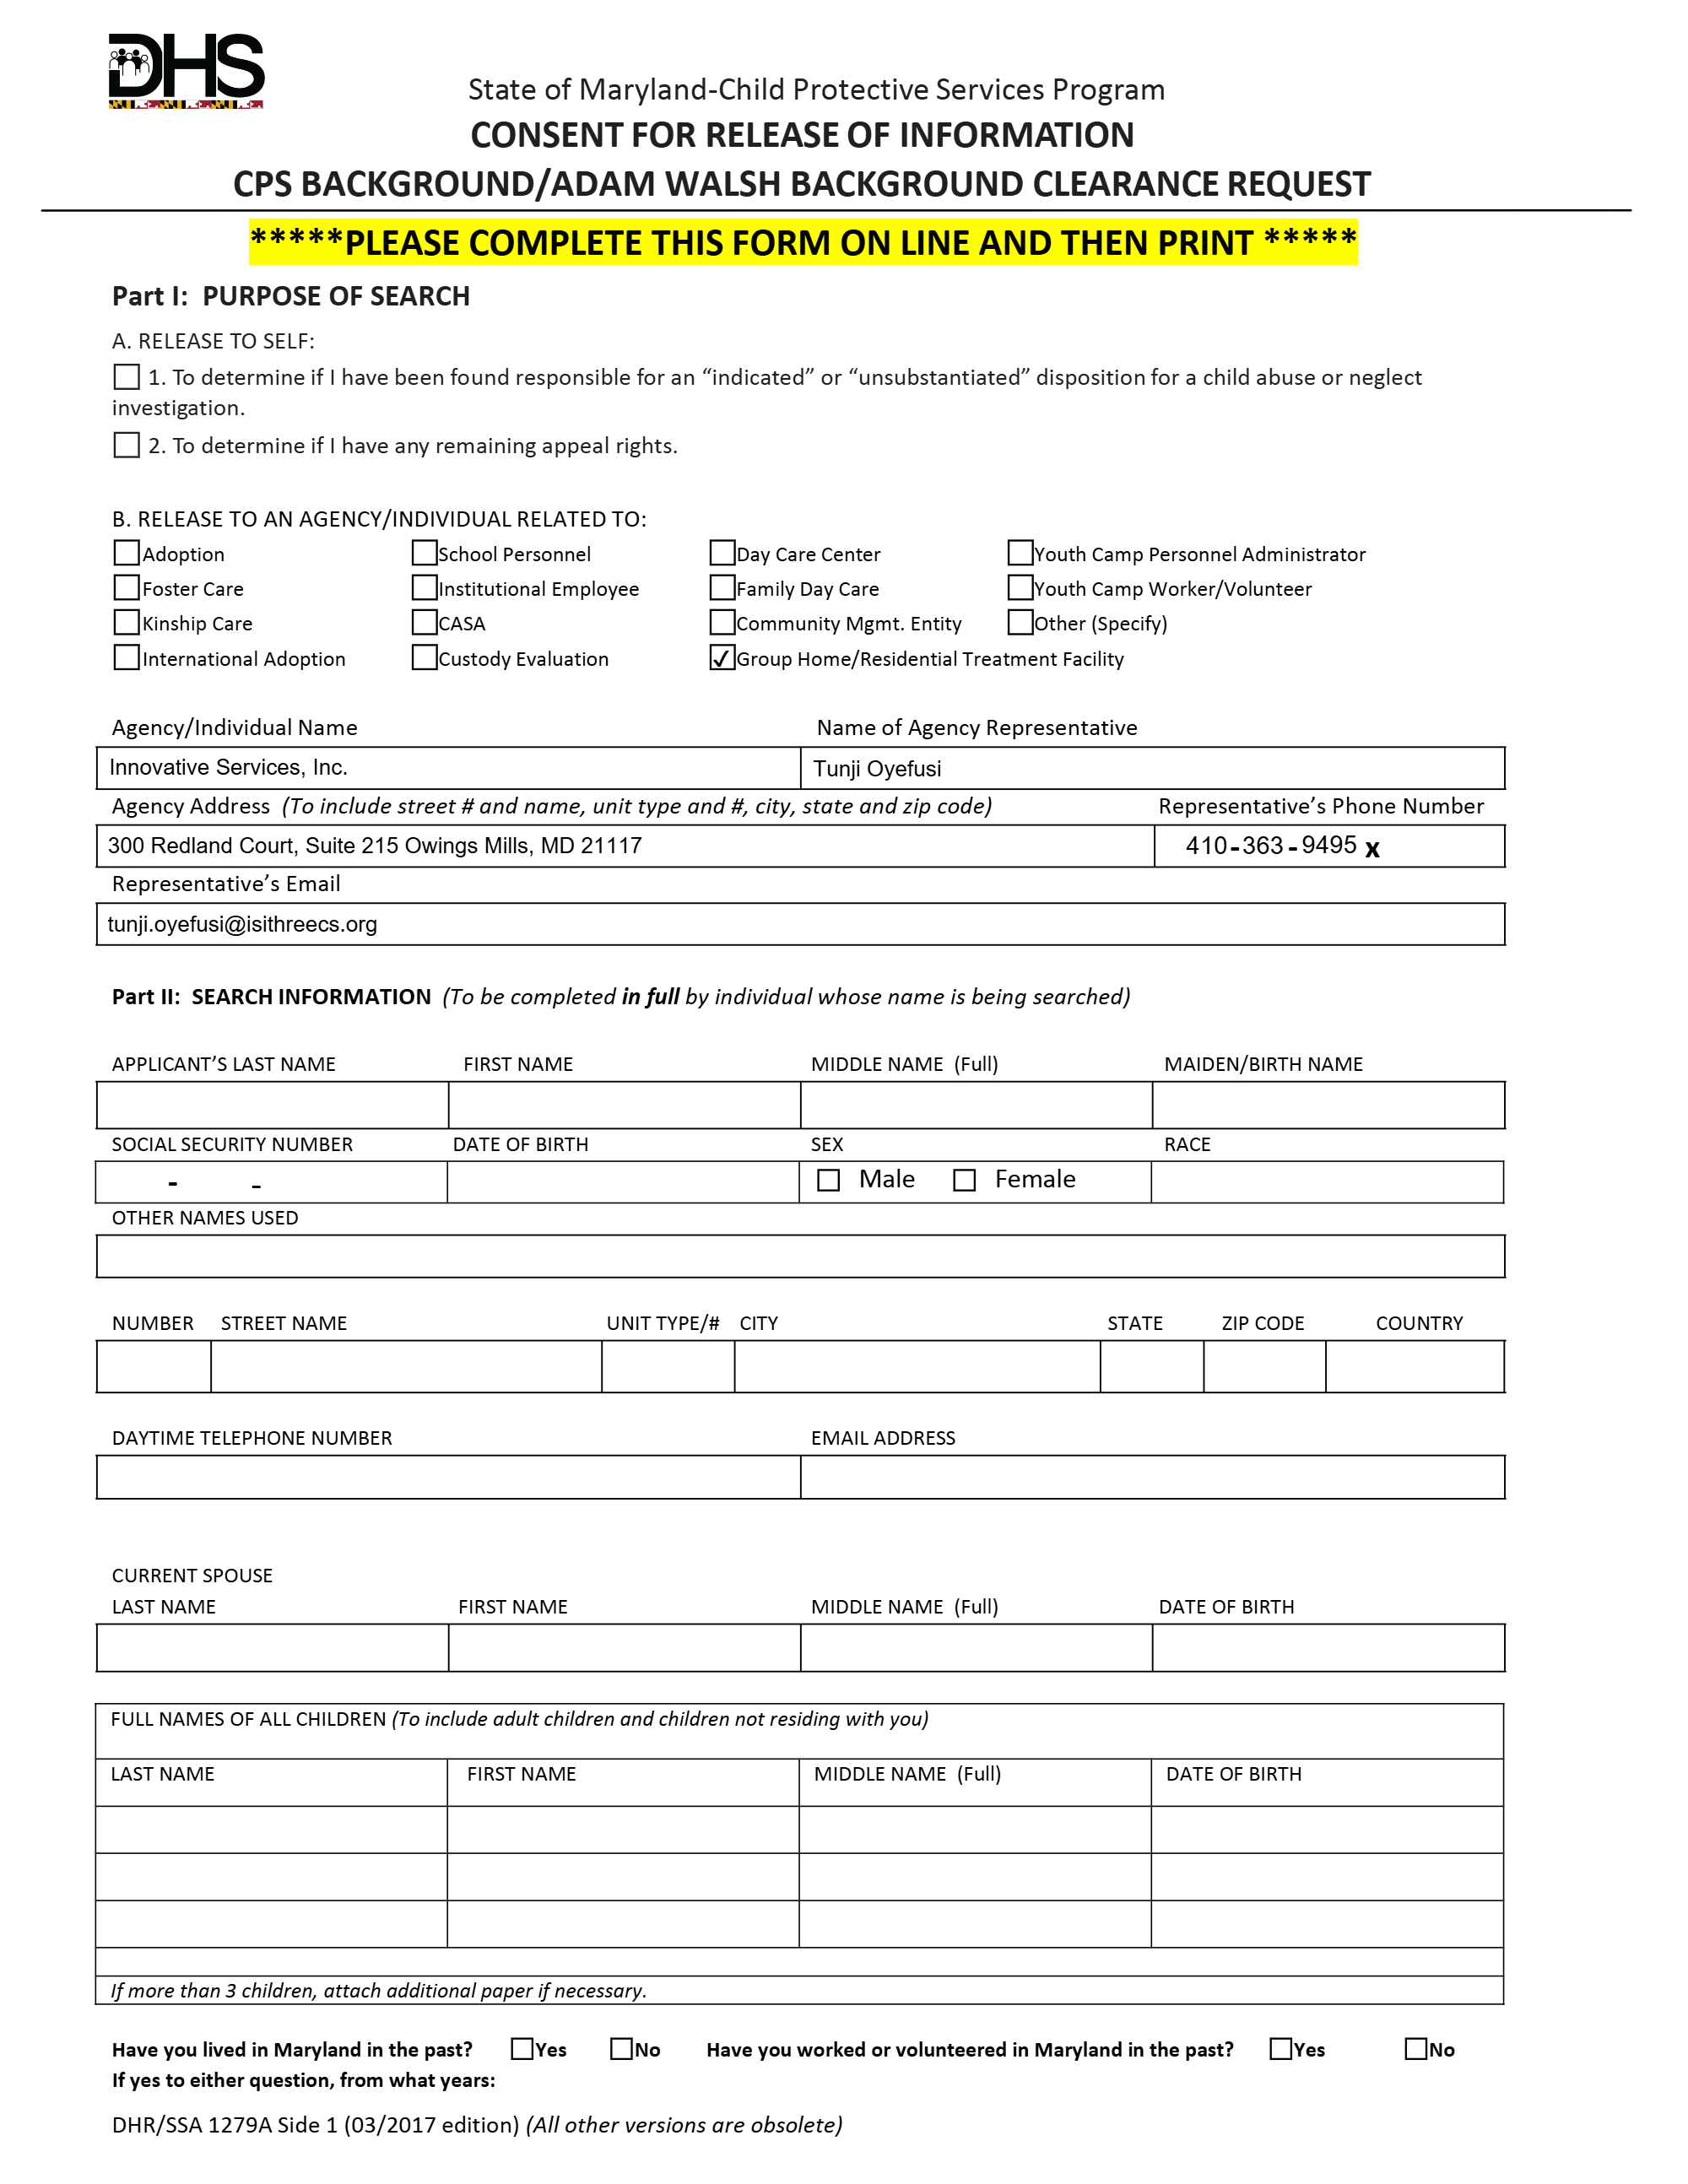 DHS
State of Maryland-Child Protective Services Program
CONSENT FOR RELEASE OF INFORMATION
CPS BACKGROUND/ADAM WALSH BACKGROUND CLEARANCE REQUEST
*****PLEASE COMPLETE THIS FORM ON LINE AND THEN PRINT *****
Part I: PURPOSE OF SEARCH
A. RELEASE TO SELF:
1. To determine if I have been found responsible for an “indicated” or “unsubstantiated” disposition for a child abuse or neglect
investigation.
2. To determine if I have any remaining appeal rights.
B. RELEASE TO AN AGENCY/INDIVIDUAL RELATED TO:
Adoption School Personnel Day Care Center Youth Camp Personnel Administrator
Foster Care Institutional Employee Family Day Care Youth Camp Worker/Volunteer
Kinship Care CASA Community Mgmt. Entity Other (Specify)
International Adoption Custody Evaluation ✓ Group Home/Residential Treatment Facility
Agency/Individual Name Name of Agency Representative
Innovative Services, Inc. Tunji Oyefusi
Agency Address (To include street # and name, unit type and #, city, state and zip code) Representative’s Phone Number
300 Redland Court, Suite 215 Owings Mills, MD 21117 410-363-9495 x
Representative’s Email
tunji.oyefusi@isithreecs.org
Part II: SEARCH INFORMATION (To be completed in full by individual whose name is being searched)
APPLICANT’S LAST NAME FIRST NAME MIDDLE NAME (Full) MAIDEN/BIRTH NAME
SOCIAL SECURITY NUMBER DATE OF BIRTH SEX RACE
- - Male Female
OTHER NAMES USED
NUMBER STREET NAME UNIT TYPE/# CITY STATE ZIP CODE COUNTRY
DAYTIME TELEPHONE NUMBER EMAIL ADDRESS
CURRENT SPOUSE
LAST NAME FIRST NAME MIDDLE NAME (Full) DATE OF BIRTH
FULL NAMES OF ALL CHILDREN (To include adult children and children not residing with you)
LAST NAME FIRST NAME MIDDLE NAME (Full) DATE OF BIRTH
If more than 3 children, attach additional paper if necessary.
Have you lived in Maryland in the past? Yes No Have you worked or volunteered in Maryland in the past? Yes No
If yes to either question, from what years:
DHR/SSA 1279A Side 1 (03/2017 edition) (All other versions are obsolete)